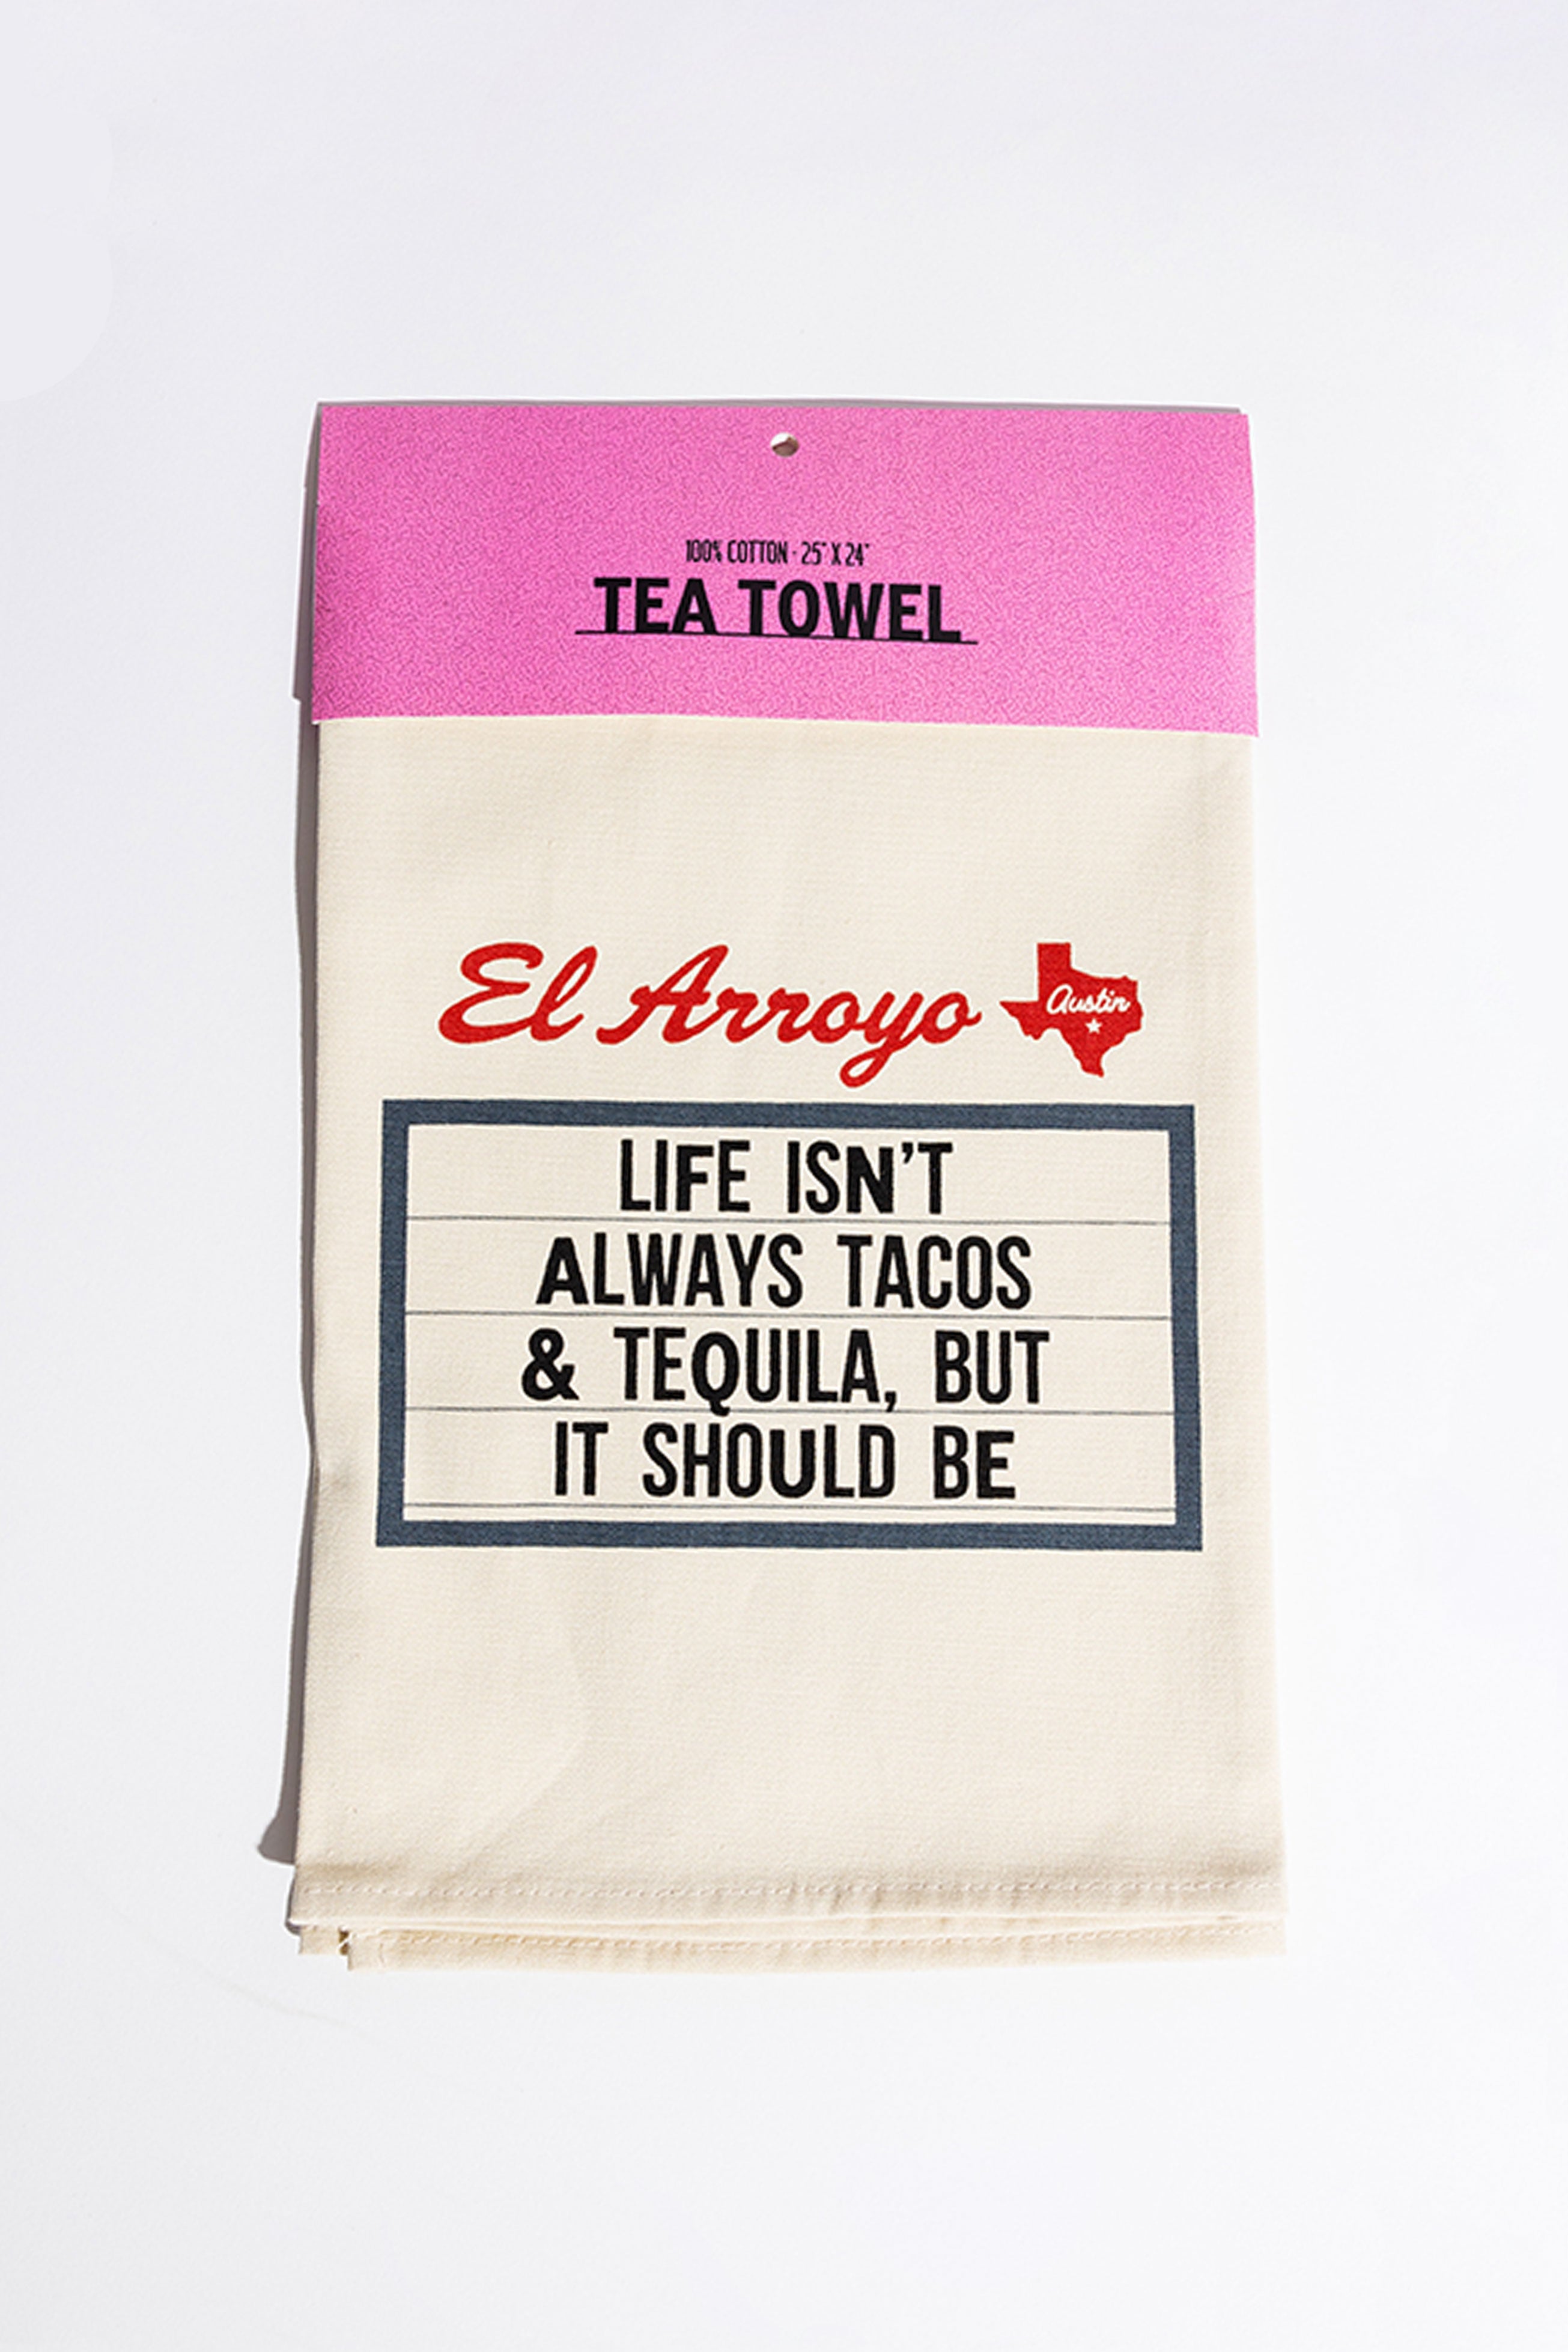 100% COTTON - 25" X 24"
TEA TOWEL
El Arroyo
Austin
LIFE ISN'T
ALWAYS TACOS
& TEQUILA, BUT
IT SHOULD BE